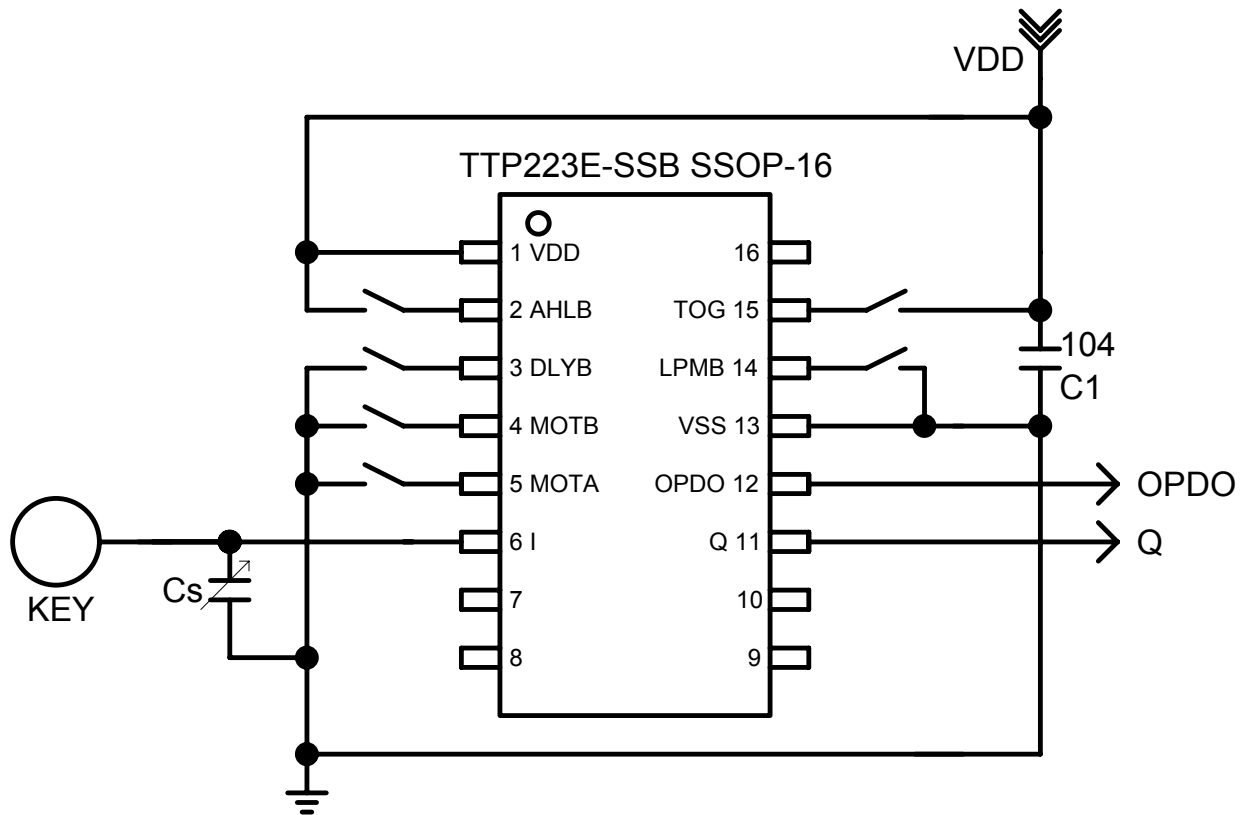 VDD
TTP223E-SSB SSOP-16
1 VDD
16
2 AHLB
TOG 15
3 DLYB
LPMB 14
104
C1
4 MOTB
VSS 13
5 MOTA
OPDO 12
OPDO
6 I
Q 11
Q
KEY
Cs
7
10
8
9